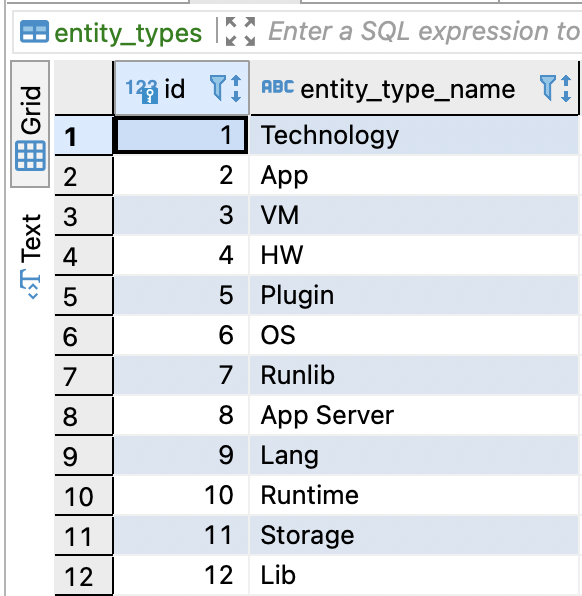 entity_types Enter a SQL expression to
Grid
Text
123 id ABC entity_type_name
1 1 Technology
2 2 App
3 3 VM
4 4 HW
5 5 Plugin
6 6 OS
7 7 Runlib
8 8 App Server
9 9 Lang
10 10 Runtime
11 11 Storage
12 12 Lib